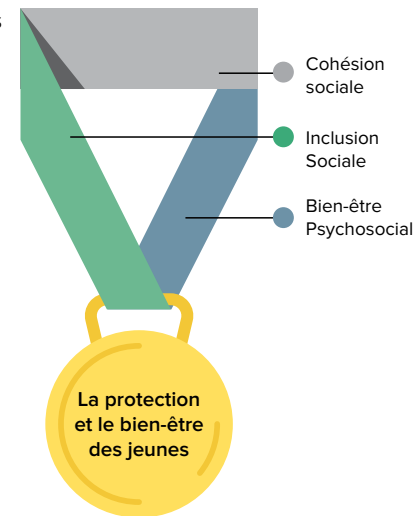 s
Cohésion
sociale
Inclusion
Sociale
Bien-être
Psychosocial
La protection
et le bien-être
des jeunes